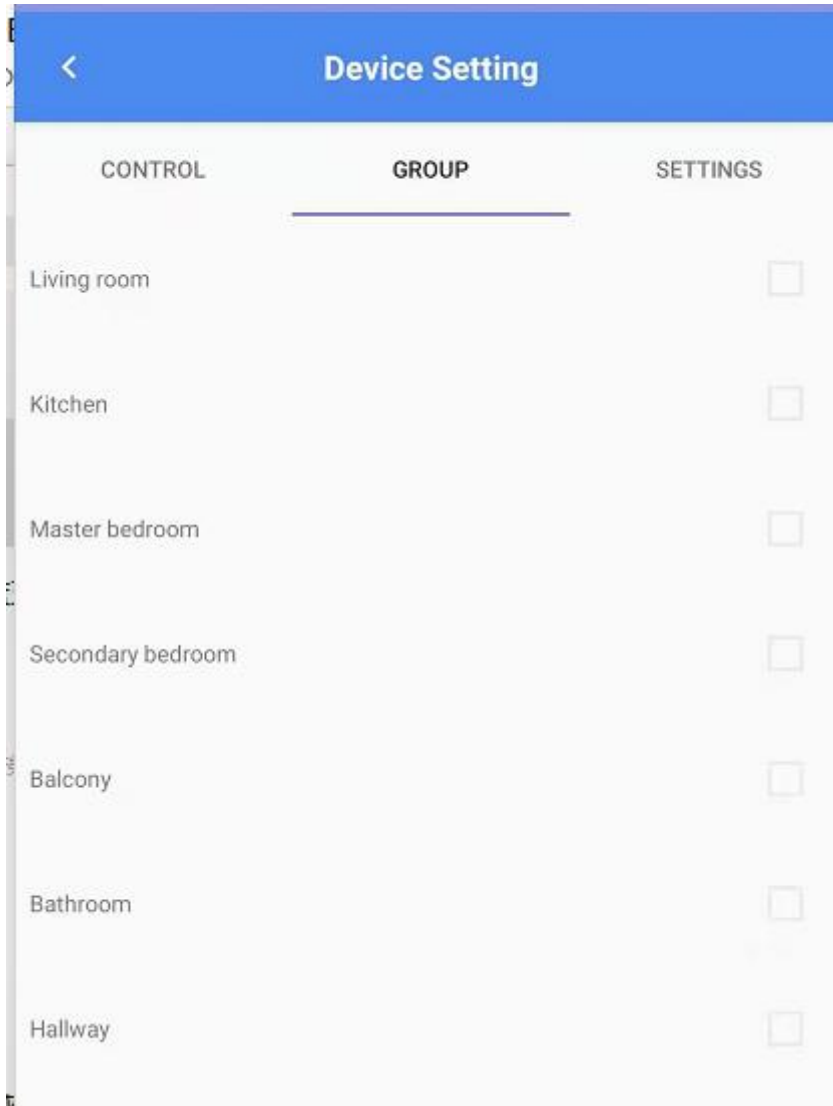 Device Setting
CONTROL GROUP SETTINGS
Living room
Kitchen
Master bedroom
Secondary bedroom
Balcony
Bathroom
Hallway